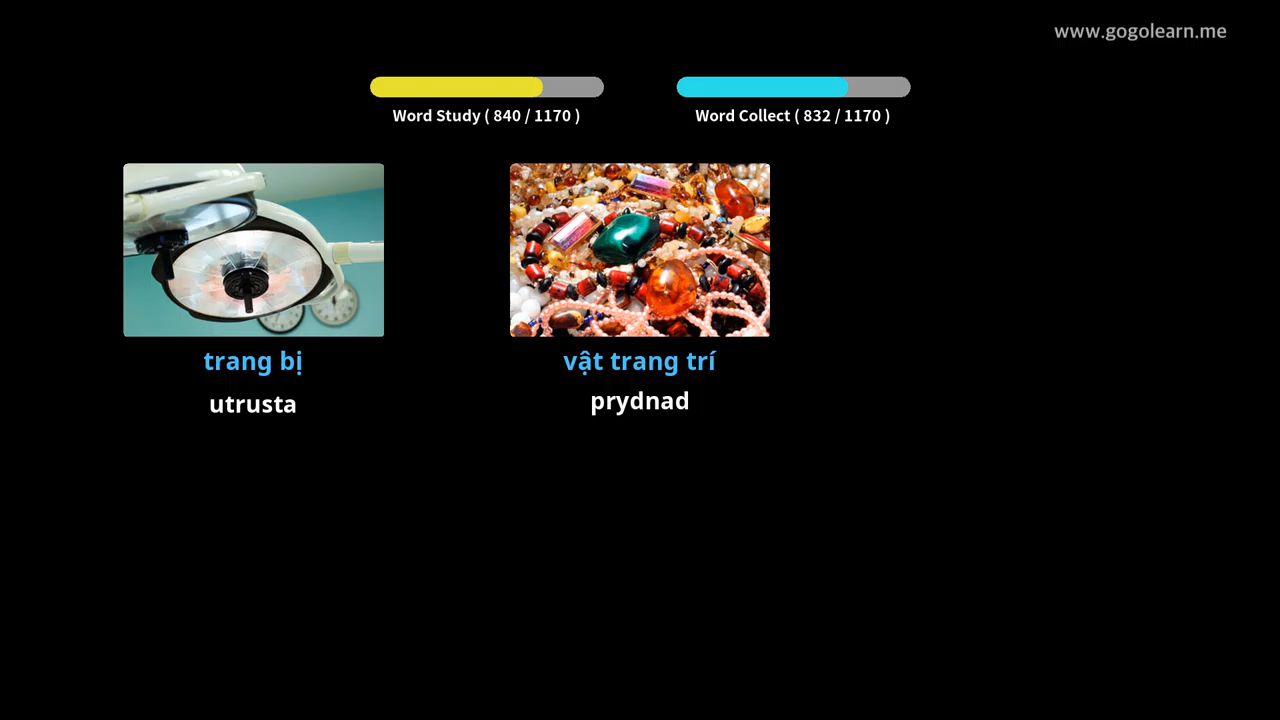 www.gogolearn.me
Word Study ( 840 / 1170 )
Word Collect ( 832 / 1170 )
trang bị
vật trang trí
utrusta
prydnad